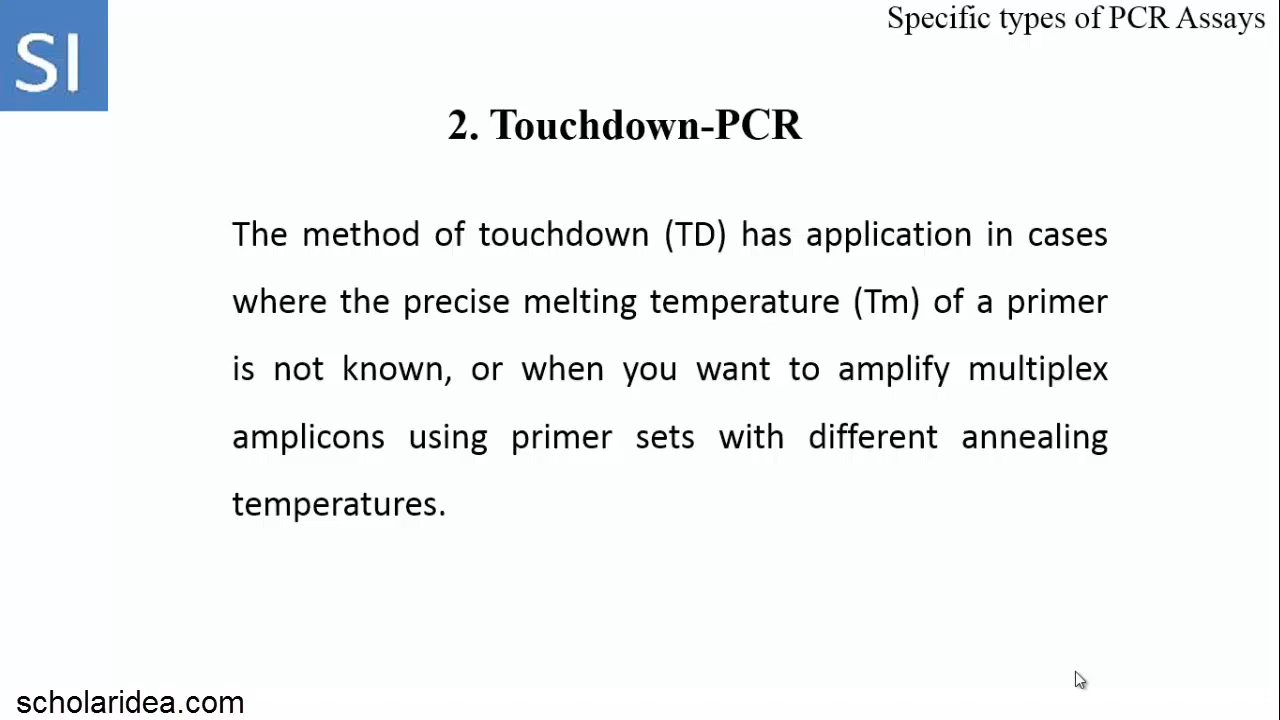 Specific types of PCR Assays
SI
2. Touchdown-PCR
The method of touchdown (TD) has application in cases
where the precise melting temperature (Tm) of a primer
is not known, or when you want to amplify multiplex
amplicons using primer sets with different annealing
temperatures.
scholaridea.com